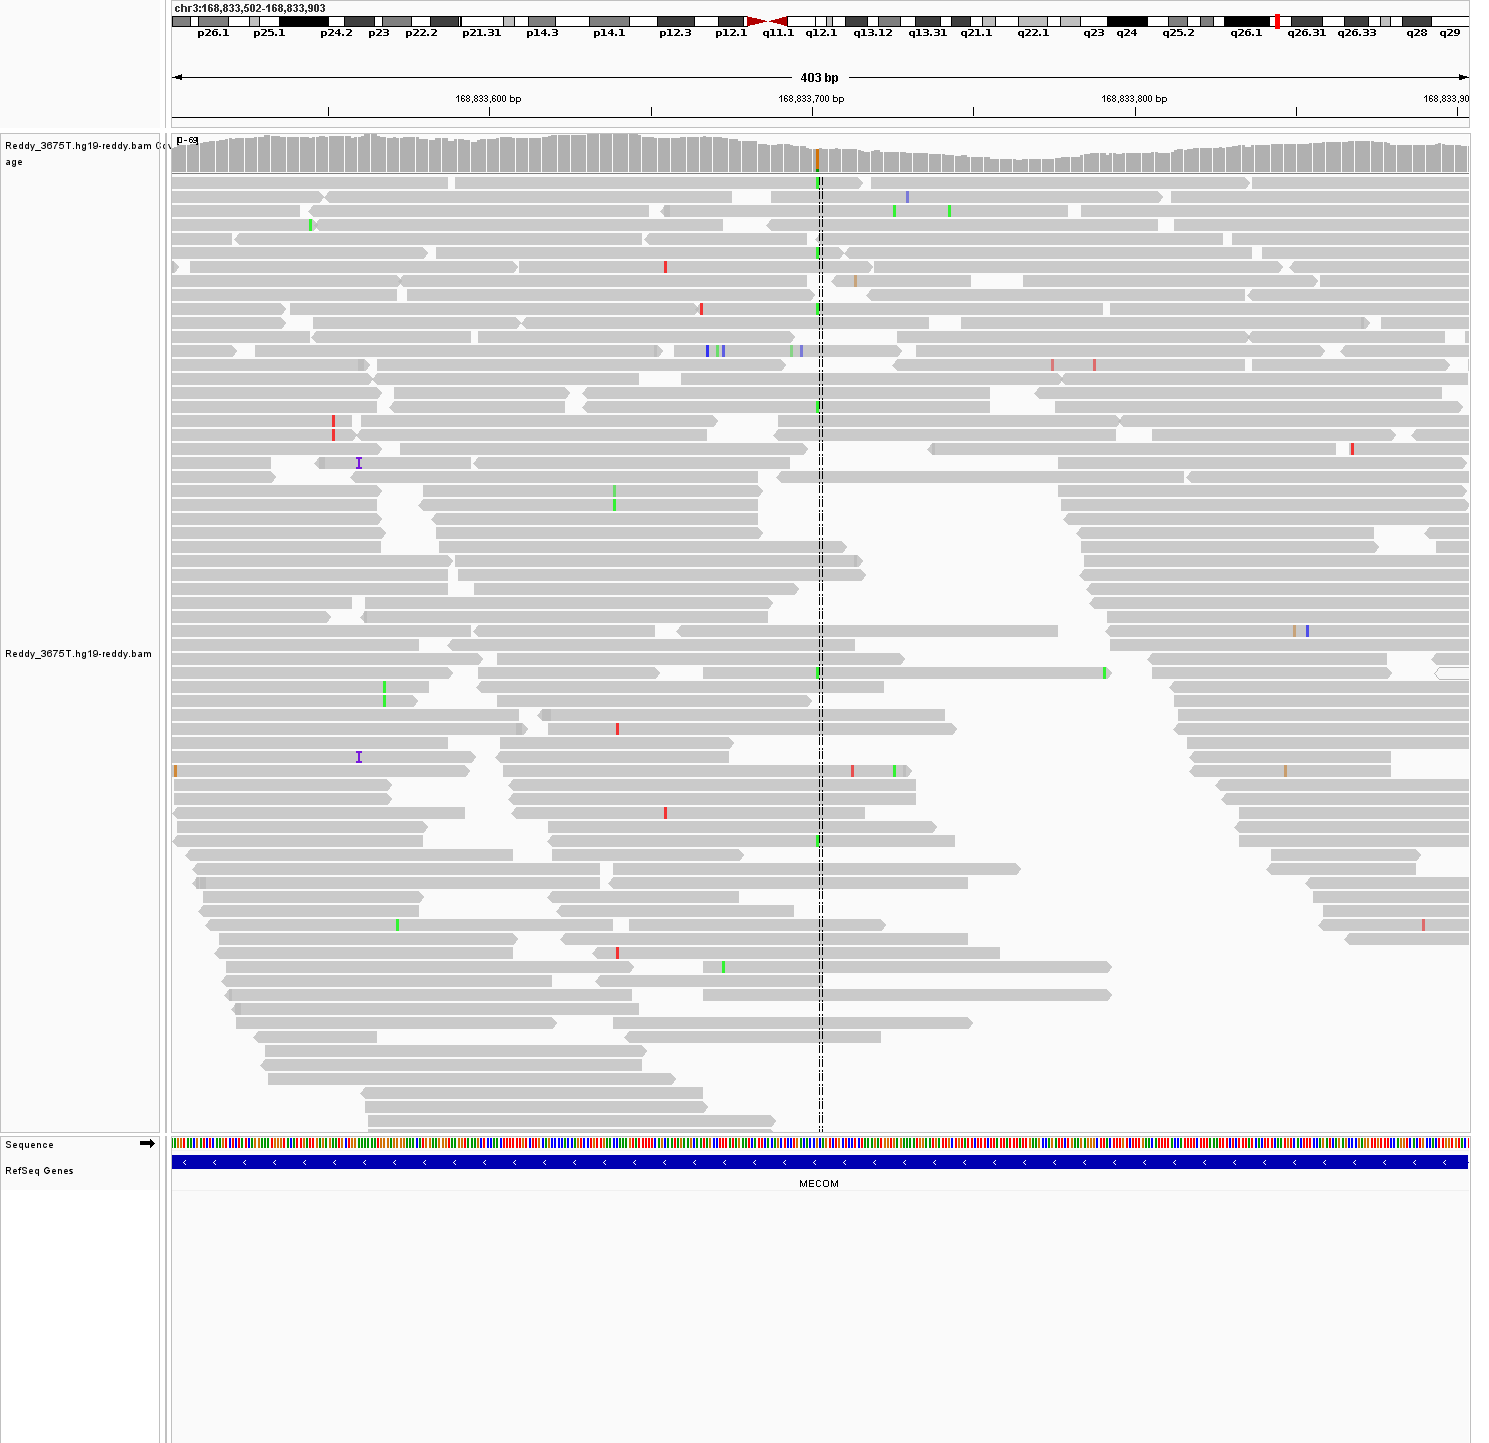 chr3:168,833,502-168,833,903
p26.1 p25.1 p24.2 p23 p22.2 p21.31 p14.3 p14.1 p12.3 p12.1 q11.1 q12.1 q13.12 q13.31 q21.1 q22.1 q23 q24 q25.2 q26.1 q26.31 q26.33 q28 q29
403 bp
168,833,600 bp 168,833,700 bp 168,833,800 bp 168,833,90
[0-69]
Reddy_3675T.hg19-reddy.bam Cov
age
Reddy_3675T.hg19-reddy.bam
Sequence
RefSeq Genes
MECOM